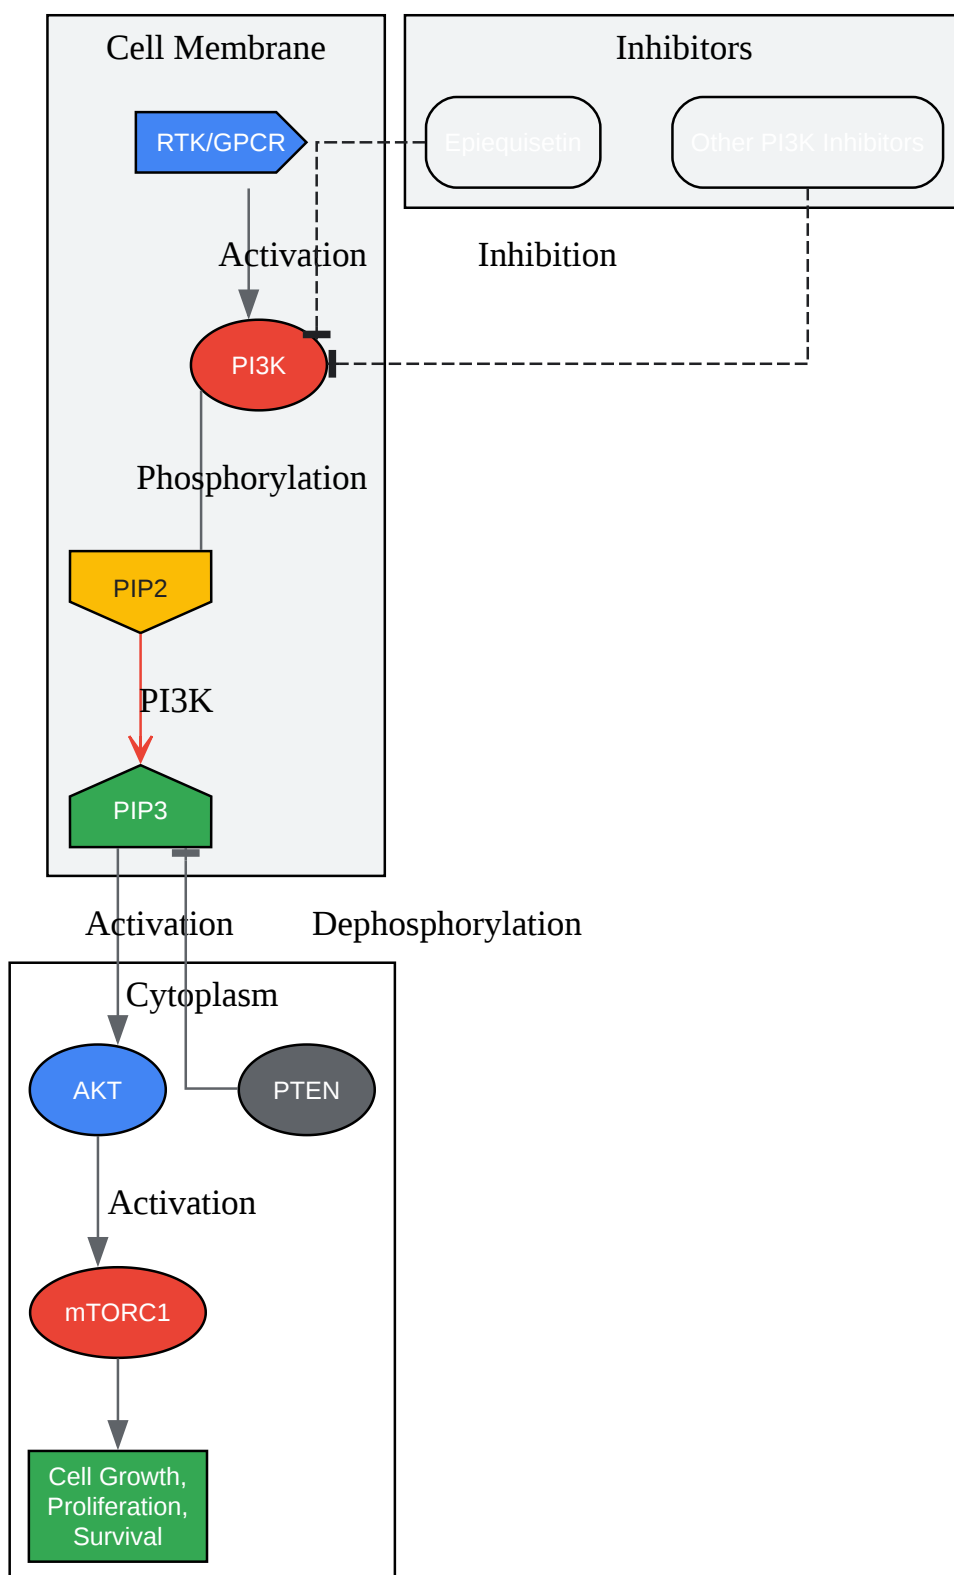 Cell Membrane
Inhibitors
RTK/GPCR
Epiequisetin
Other PI3K Inhibitors
Activation
Inhibition
PI3K
Phosphorylation
PIP2
PI3K
PIP3
Activation
Dephosphorylation
Cytoplasm
AKT
PTEN
Activation
mTORC1
Cell Growth,
Proliferation,
Survival